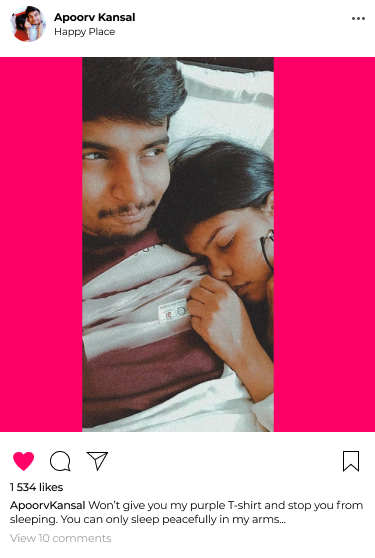 Apoorv Kansal
Happy Place
1 534 likes
ApoorvKansal Won't give you my purple T-shirt and stop you from
sleeping. You can only sleep peacefully in my arms...
View 10 comments